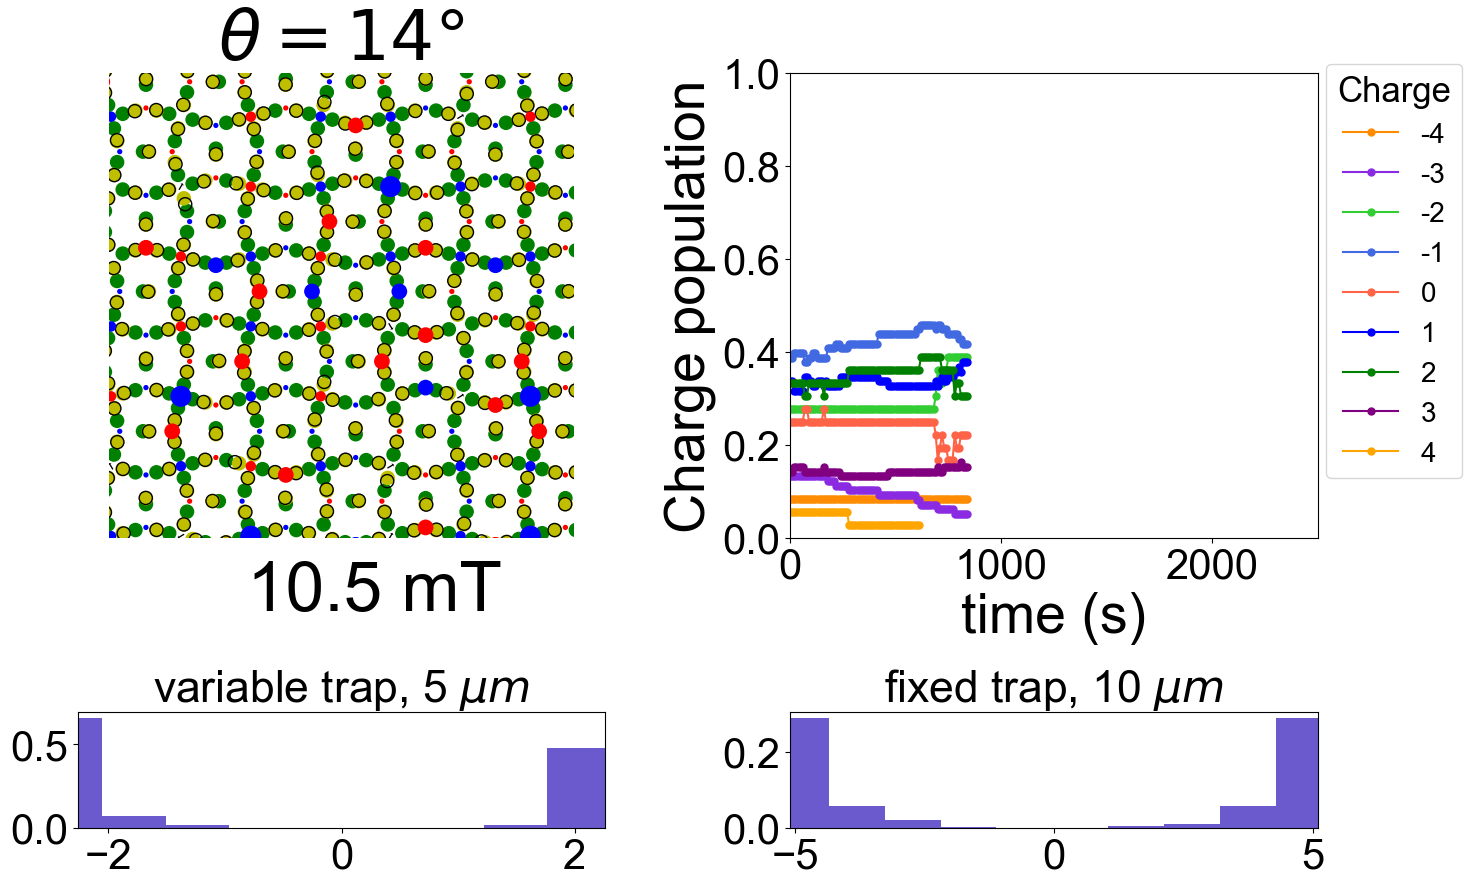 θ = 14°
10.5 mT
1.0
0.8
0.6
0.4
0.2
0.0
Charge population
0 1000 2000
time (s)
Charge
-4
-3
-2
-1
0
1
2
3
4
variable trap, 5 μm
0.5
0.0
−2 0 2
fixed trap, 10 μm
0.2
0.0
−5 0 5